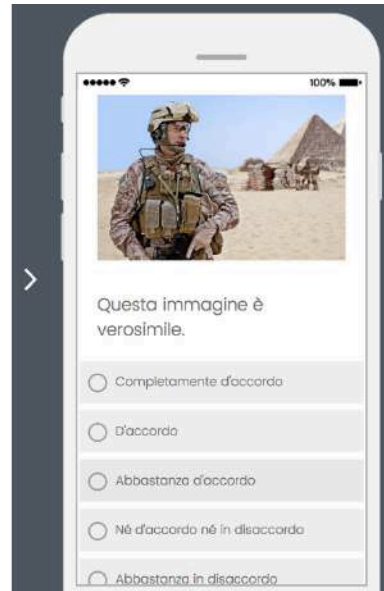 100%
Questa immagine è
verosimile.
Completamente d'accordo
D'accordo
Abbastanza d'accordo
Né d'accordo né in disaccordo
Abbastanza in disaccordo